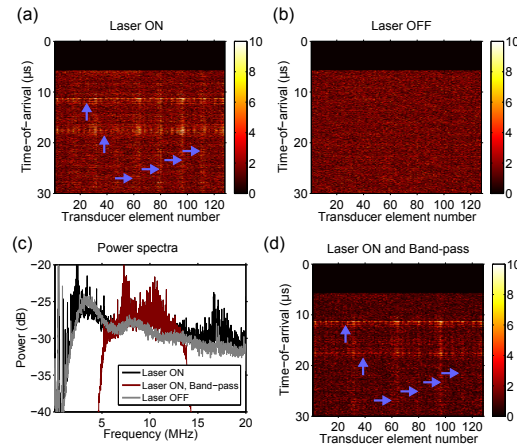 (a) Laser ON
0
10
20
30
Time-of-arrival (μs)
20 40 60 80 100 120
Transducer element number
10
8
6
4
2
0
(b) Laser OFF
0
10
20
30
Time-of-arrival (μs)
20 40 60 80 100 120
Transducer element number
10
8
6
4
2
0
(c) Power spectra
−20
−25
−30
−35
−40
Power (dB)
0 5 10 15 20
Frequency (MHz)
Laser ON
Laser ON, Band-pass
Laser OFF
(d) Laser ON and Band-pass
0
10
20
30
Time-of-arrival (μs)
20 40 60 80 100 120
Transducer element number
10
8
6
4
2
0